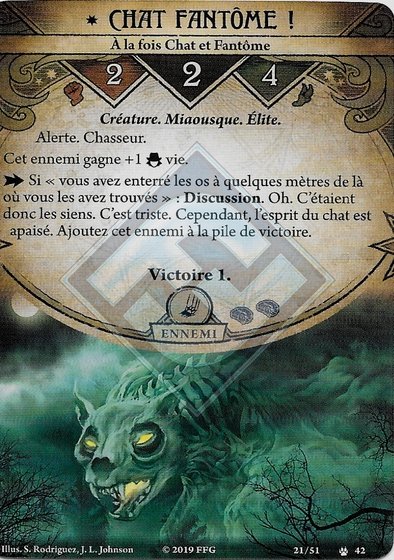 CHAT FANTÔME !
À la fois Chat et Fantôme
2 2 4
Créature. Miaousque. Élite.
Alerte. Chasseur.
Cet ennemi gagne +1 vie.
Si « vous avez enterré les os à quelques mètres de là
où vous les avez trouvés » : Discussion. Oh. C'étaient
donc les siens. C'est triste. Cependant, l'esprit du chat est
apaisé. Ajoutez cet ennemi à la pile de victoire.
Victoire 1.
ENNEMI
Illus. S. Rodriguez, J. L. Johnson © 2019 FFG 21/51 42